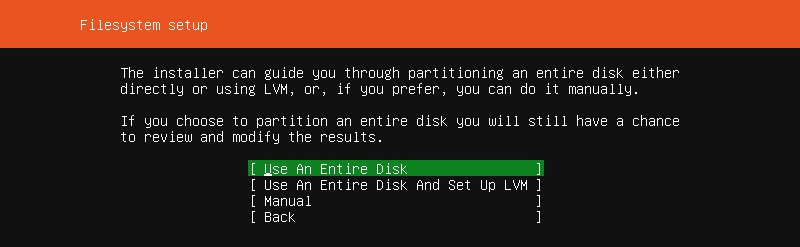 Filesystem setup
The installer can guide you through partitioning an entire disk either
directly or using LVM, or, if you prefer, you can do it manually.
If you choose to partition an entire disk you will still have a chance
to review and modify the results.
[ Use An Entire Disk ]
[ Use An Entire Disk And Set Up LVM ]
[ Manual ]
[ Back ]